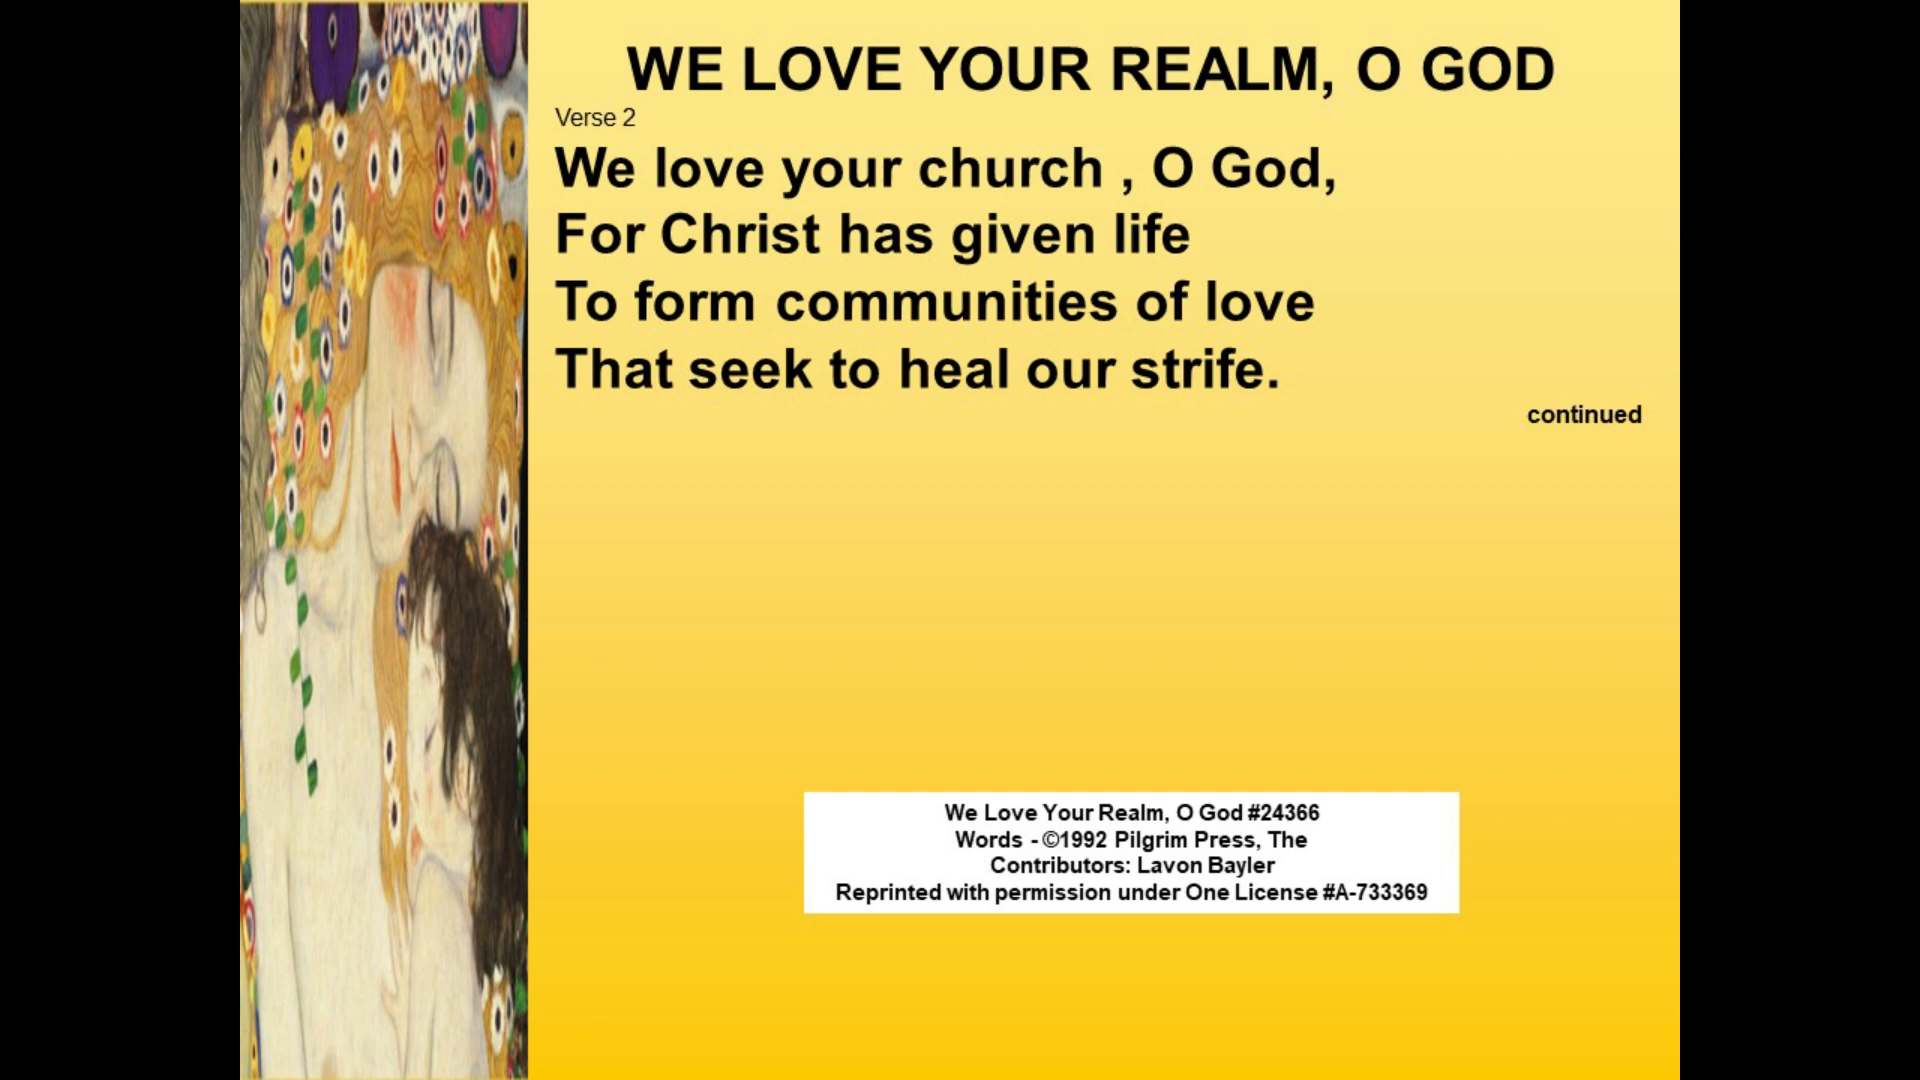 WE LOVE YOUR REALM, O GOD
Verse 2
We love your church , O God,
For Christ has given life
To form communities of love
That seek to heal our strife.
continued
We Love Your Realm, O God #24366
Words - ©1992 Pilgrim Press, The
Contributors: Lavon Bayler
Reprinted with permission under One License #A-733369